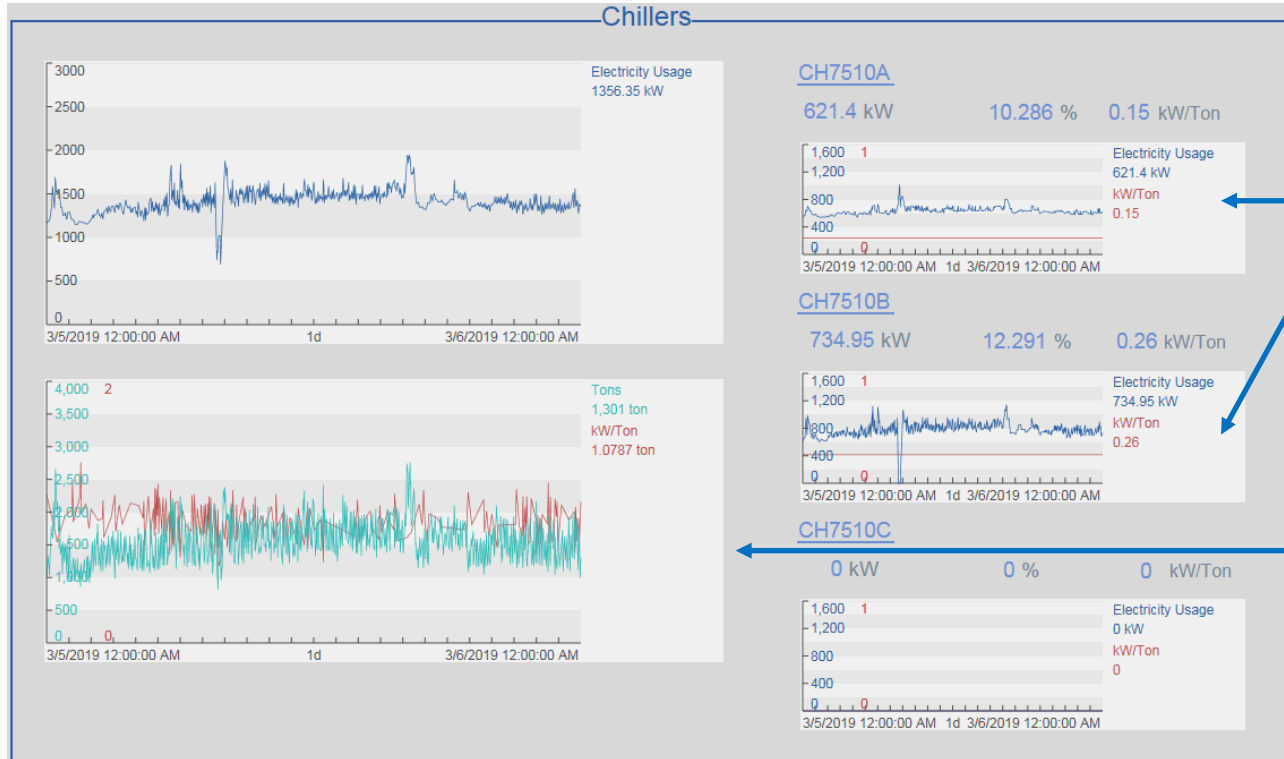 Chillers
3000
2500
2000
1500
1000
500
0
3/5/2019 12:00:00 AM 1d 3/6/2019 12:00:00 AM
Electricity Usage
1356.35 kW
4,000 2
3,500
3,000
2,500
2,000
1,500
1,000
500
0 0
3/5/2019 12:00:00 AM 1d 3/6/2019 12:00:00 AM
Tons
1,301 ton
kW/Ton
1.0787 ton
CH7510A
621.4 kW 10.286 % 0.15 kW/Ton
1,600 1
1,200
800
400
0 0
3/5/2019 12:00:00 AM 1d 3/6/2019 12:00:00 AM
Electricity Usage
621.4 kW
kW/Ton
0.15
CH7510B
734.95 kW 12.291 % 0.26 kW/Ton
1,600 1
1,200
800
400
0 0
3/5/2019 12:00:00 AM 1d 3/6/2019 12:00:00 AM
Electricity Usage
734.95 kW
kW/Ton
0.26
CH7510C
0 kW 0 % 0 kW/Ton
1,600 1
1,200
800
400
0 0
3/5/2019 12:00:00 AM 1d 3/6/2019 12:00:00 AM
Electricity Usage
0 kW
kW/Ton
0